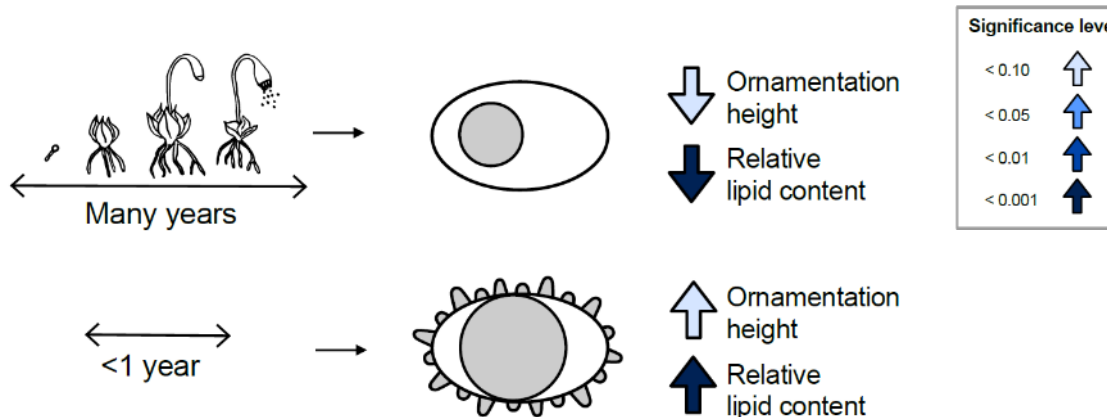 Significance leve
< 0.10
< 0.05
< 0.01
< 0.001
Ornamentation
height
Relative
lipid content
Many years
Ornamentation
height
<1 year
Relative
lipid content